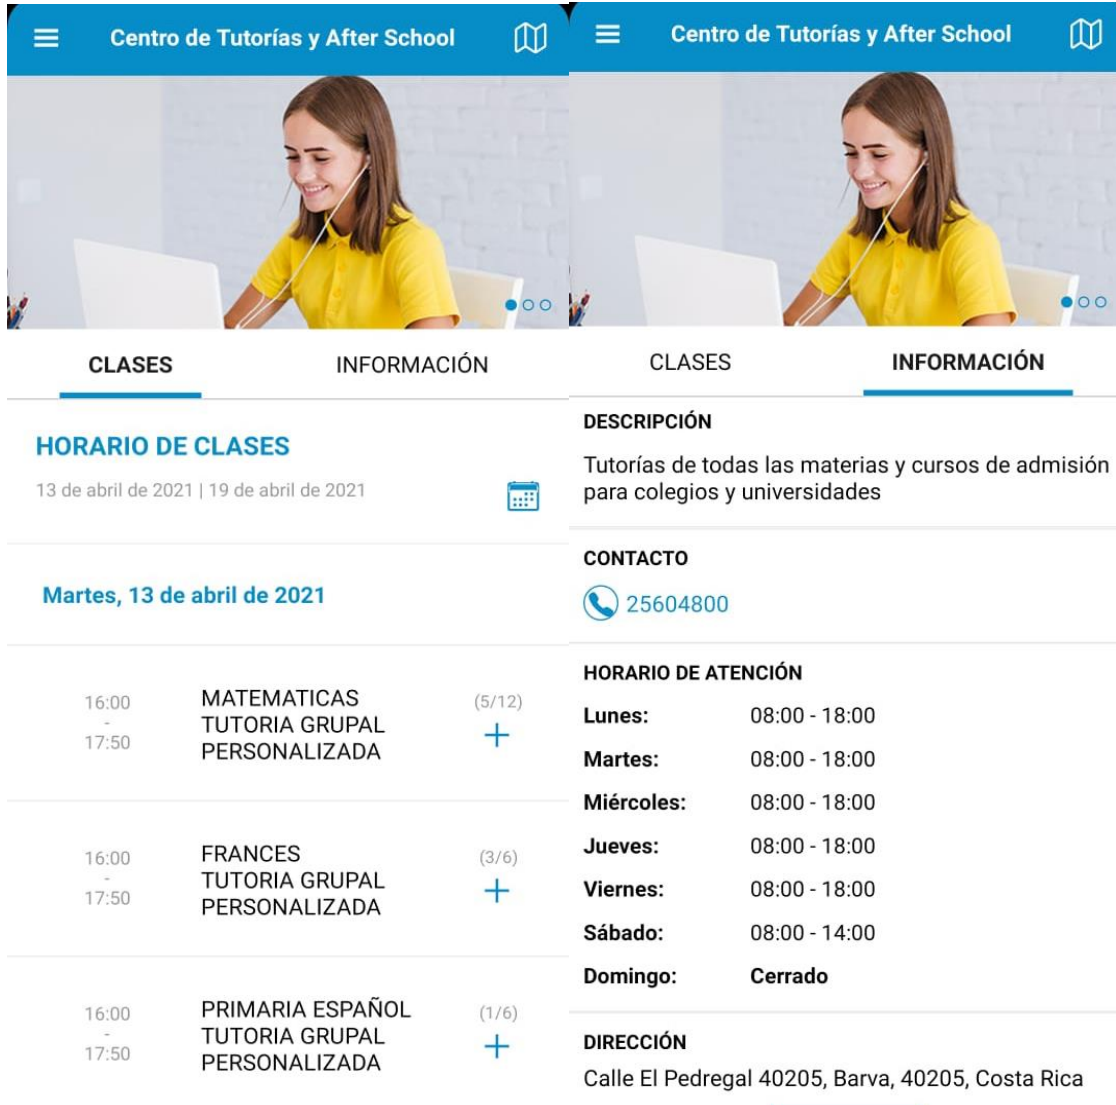 Centro de Tutorías y After School
CLASES
INFORMACIÓN
HORARIO DE CLASES
13 de abril de 2021 | 19 de abril de 2021
Martes, 13 de abril de 2021
16:00
-
17:50
MATEMATICAS
TUTORIA GRUPAL
PERSONALIZADA
(5/12)
+
16:00
-
17:50
FRANCES
TUTORIA GRUPAL
PERSONALIZADA
(3/6)
+
16:00
-
17:50
PRIMARIA ESPAÑOL
TUTORIA GRUPAL
PERSONALIZADA
(1/6)
+
Centro de Tutorías y After School
CLASES
INFORMACIÓN
DESCRIPCIÓN
Tutorías de todas las materias y cursos de admisión
para colegios y universidades
CONTACTO
25604800
HORARIO DE ATENCIÓN
Lunes: 08:00 - 18:00
Martes: 08:00 - 18:00
Miércoles: 08:00 - 18:00
Jueves: 08:00 - 18:00
Viernes: 08:00 - 18:00
Sábado: 08:00 - 14:00
Domingo: Cerrado
DIRECCIÓN
Calle El Pedregal 40205, Barva, 40205, Costa Rica